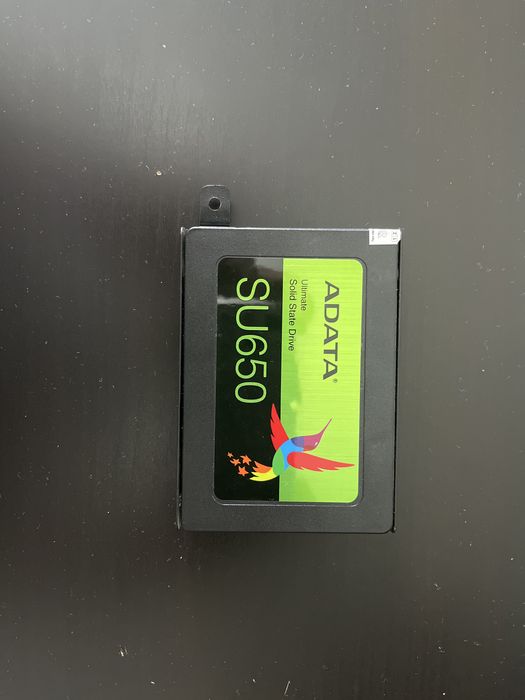 ADATA®
Ultimate
Solid State Drive
SU650